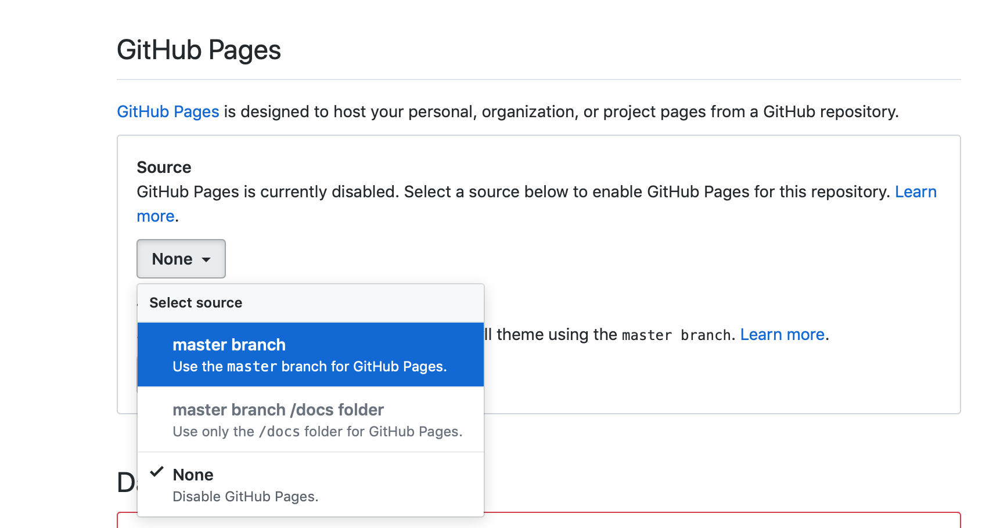 GitHub Pages
GitHub Pages is designed to host your personal, organization, or project pages from a GitHub repository.
Source
GitHub Pages is currently disabled. Select a source below to enable GitHub Pages for this repository. Learn
more.
None
Select source
master branch
Use the master branch for GitHub Pages.
theme using the master branch. Learn more.
master branch /docs folder
Use only the /docs folder for GitHub Pages.
None
Disable GitHub Pages.